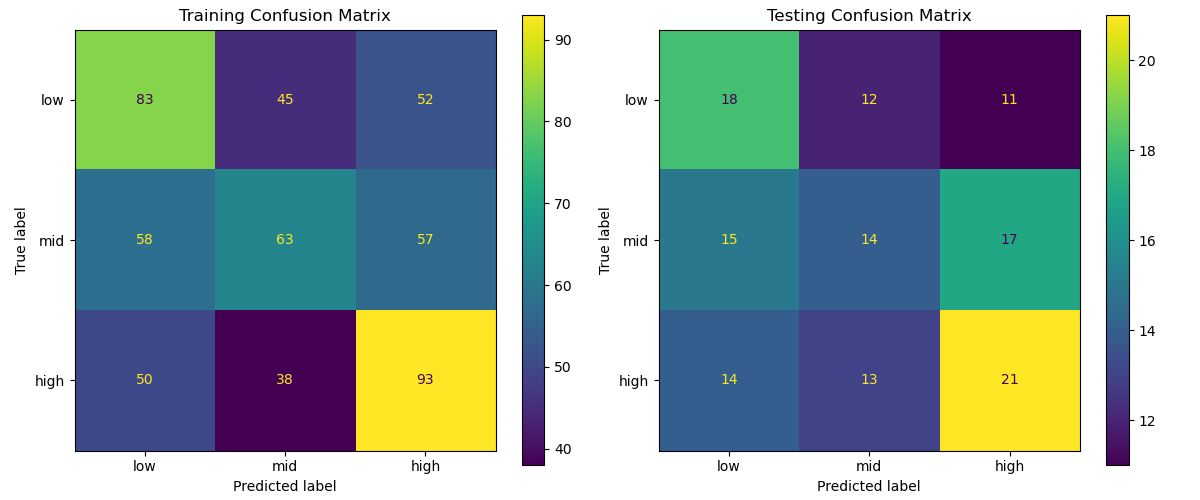 Training Confusion Matrix
low 83 45 52
mid 58 63 57
high 50 38 93
low mid high
Predicted label
True label
90
80
70
60
50
40
Testing Confusion Matrix
low 18 12 11
mid 15 14 17
high 14 13 21
low mid high
Predicted label
True label
20
18
16
14
12